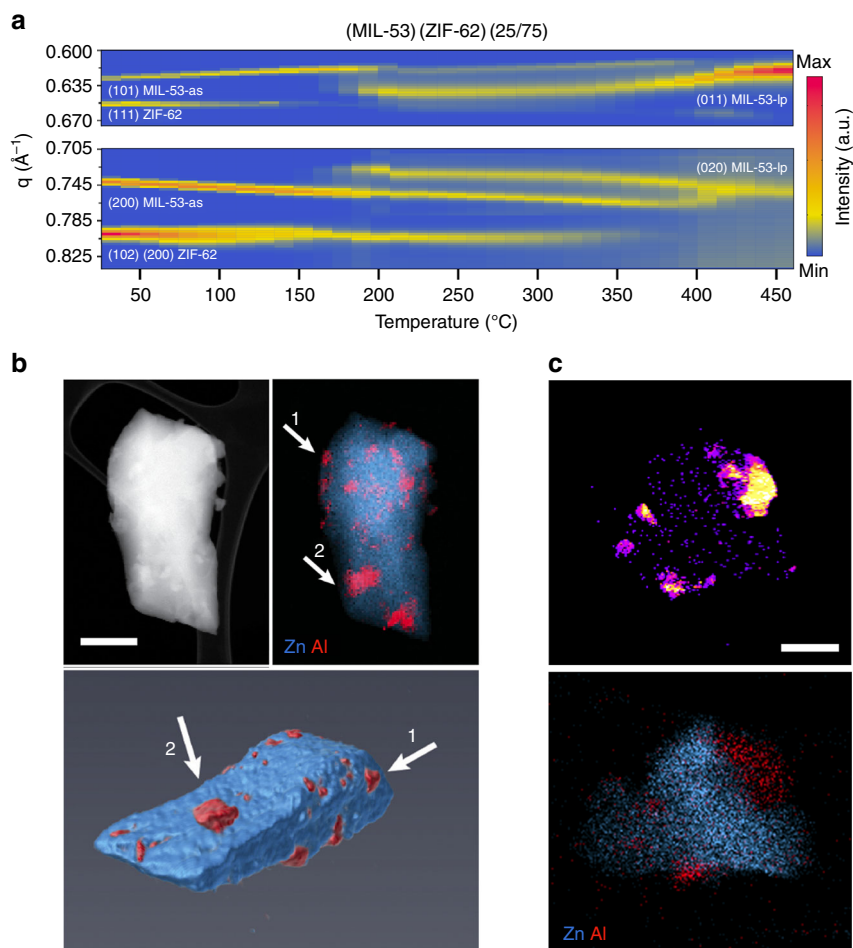 a
(MIL-53) (ZIF-62) (25/75)
0.600
0.635
0.670
(101) MIL-53-as
(111) ZIF-62
(011) MIL-53-lp
q (Å⁻¹)
0.705
0.745
0.785
0.825
(200) MIL-53-as
(102) (200) ZIF-62
(020) MIL-53-lp
Max
Intensity (a.u.)
Min
50 100 150 200 250 300 350 400 450
Temperature (°C)
b
1
2
Zn Al
2
1
c
Zn Al